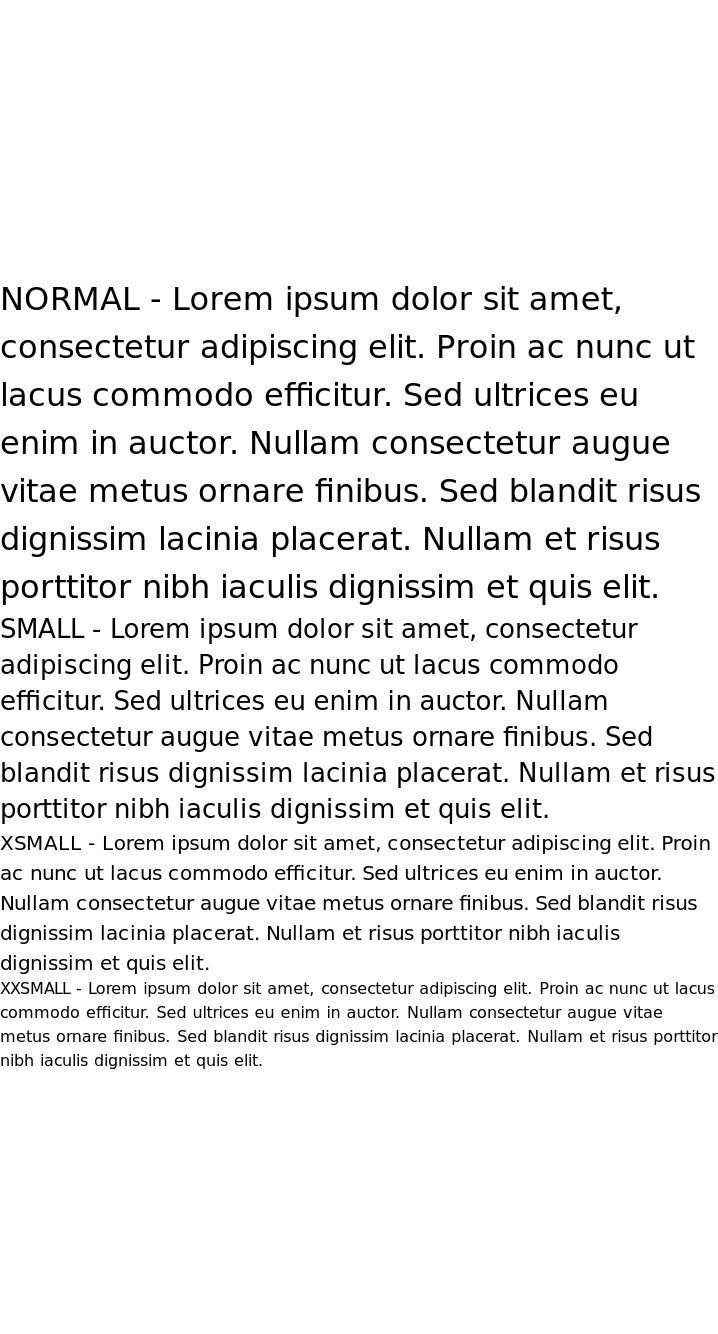 NORMAL - Lorem ipsum dolor sit amet,
consectetur adipiscing elit. Proin ac nunc ut
lacus commodo efficitur. Sed ultrices eu
enim in auctor. Nullam consectetur augue
vitae metus ornare finibus. Sed blandit risus
dignissim lacinia placerat. Nullam et risus
porttitor nibh iaculis dignissim et quis elit.
SMALL - Lorem ipsum dolor sit amet, consectetur
adipiscing elit. Proin ac nunc ut lacus commodo
efficitur. Sed ultrices eu enim in auctor. Nullam
consectetur augue vitae metus ornare finibus. Sed
blandit risus dignissim lacinia placerat. Nullam et risus
porttitor nibh iaculis dignissim et quis elit.
XSMALL - Lorem ipsum dolor sit amet, consectetur adipiscing elit. Proin
ac nunc ut lacus commodo efficitur. Sed ultrices eu enim in auctor.
Nullam consectetur augue vitae metus ornare finibus. Sed blandit risus
dignissim lacinia placerat. Nullam et risus porttitor nibh iaculis
dignissim et quis elit.
XXSMALL - Lorem ipsum dolor sit amet, consectetur adipiscing elit. Proin ac nunc ut lacus
commodo efficitur. Sed ultrices eu enim in auctor. Nullam consectetur augue vitae
metus ornare finibus. Sed blandit risus dignissim lacinia placerat. Nullam et risus porttitor
nibh iaculis dignissim et quis elit.